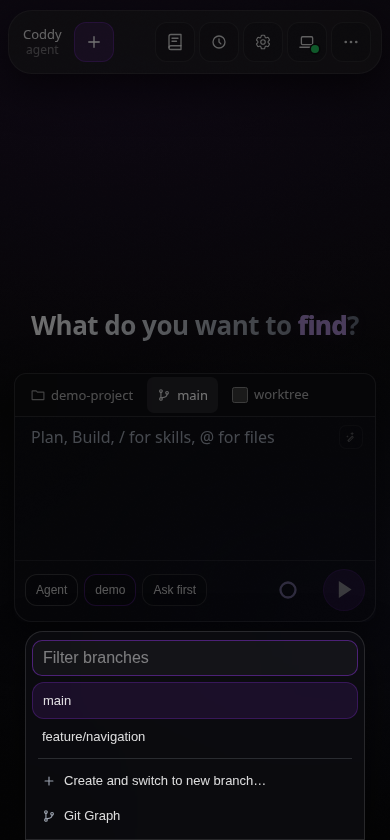 Coddy
agent
What do you want to find?
demo-project main worktree
Plan, Build, / for skills, @ for files
Agent demo Ask first
Filter branches
main
feature/navigation
Create and switch to new branch…
Git Graph